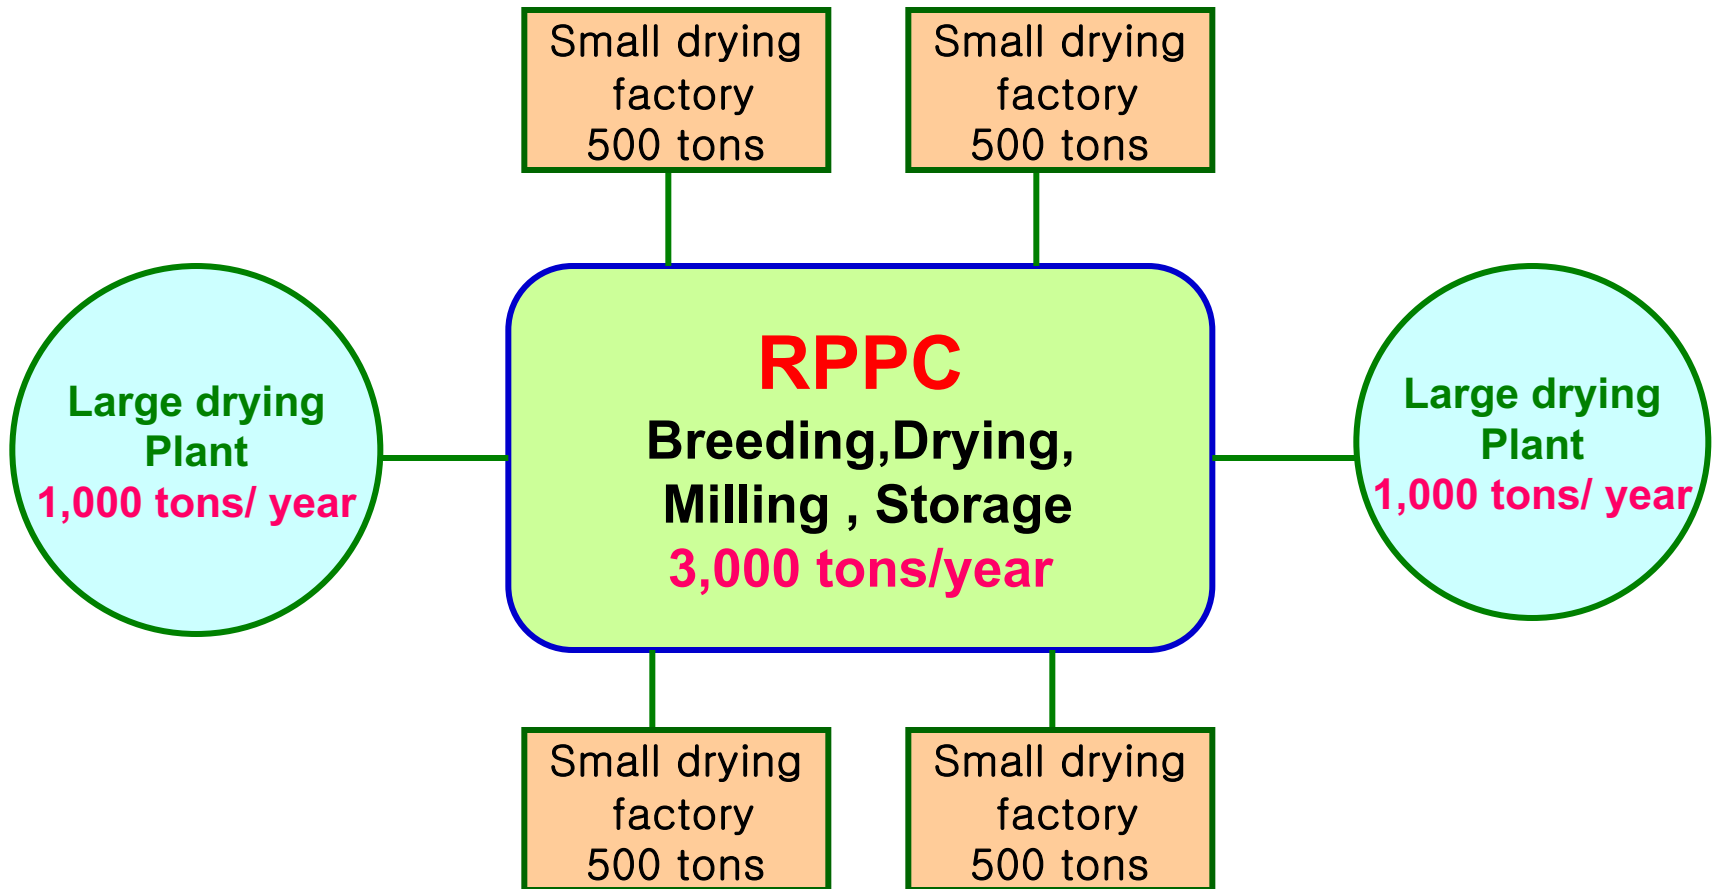 Small drying
factory
500 tons
Small drying
factory
500 tons
Large drying
Plant
1,000 tons/ year
RPPC
Breeding,Drying,
Milling , Storage
3,000 tons/year
Large drying
Plant
1,000 tons/ year
Small drying
factory
500 tons
Small drying
factory
500 tons